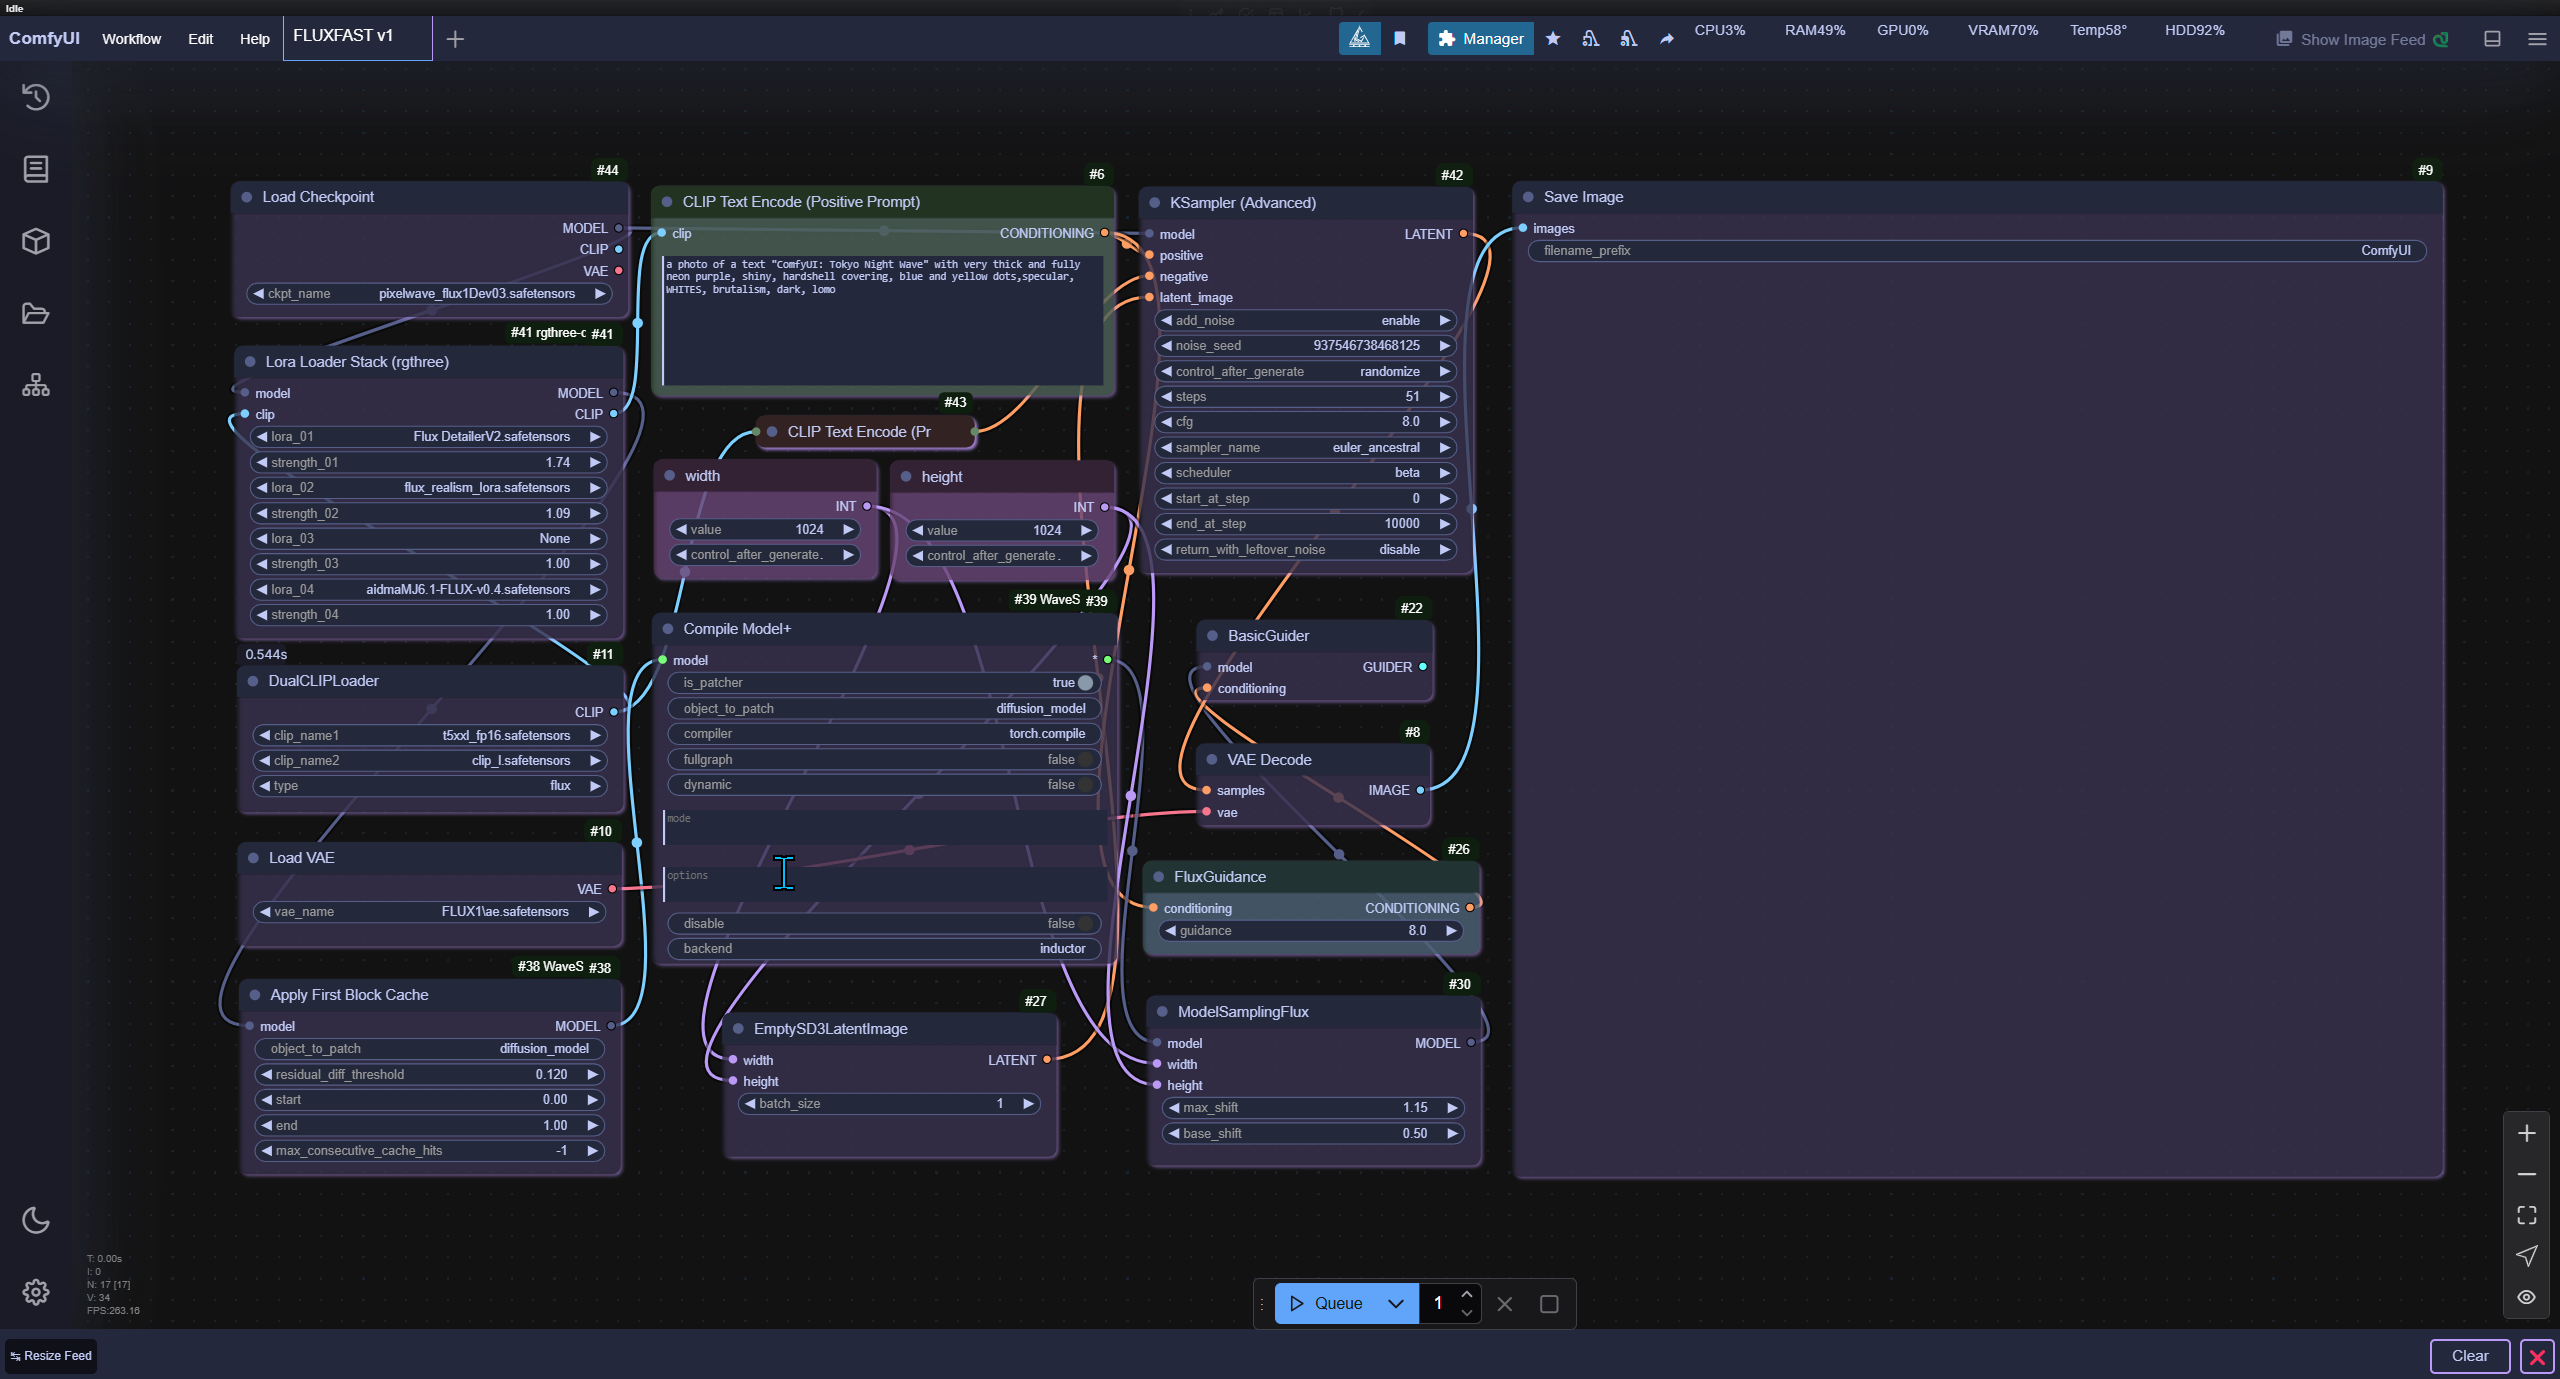 Idle
ComfyUI Workflow Edit Help FLUXFAST v1
Manager CPU3% RAM49% GPU0% VRAM70% Temp58° HDD92% Show Image Feed
#44
Load Checkpoint
MODEL
CLIP
VAE
ckpt_name pixelwave_flux1Dev03.safetensors
#41 rgthree-c #41
Lora Loader Stack (rgthree)
model MODEL
clip CLIP
lora_01 Flux DetailerV2.safetensors
strength_01 1.74
lora_02 flux_realism_lora.safetensors
strength_02 1.09
lora_03 None
strength_03 1.00
lora_04 aidmaMJ6.1-FLUX-v0.4.safetensors
strength_04 1.00
0.544s #11
DualCLIPLoader
CLIP
clip_name1 t5xxl_fp16.safetensors
clip_name2 clip_l.safetensors
type flux
#10
Load VAE
VAE
vae_name FLUX1\ae.safetensors
#38 WaveS #38
Apply First Block Cache
model MODEL
object_to_patch diffusion_model
residual_diff_threshold 0.120
start 0.00
end 1.00
max_consecutive_cache_hits -1
#6
CLIP Text Encode (Positive Prompt)
clip CONDITIONING
a photo of a text "ComfyUI: Tokyo Night Wave" with very thick and fully
neon purple, shiny, hardshell covering, blue and yellow dots,specular,
WHITES, brutalism, dark, lomo
#43
CLIP Text Encode (Pr
width
INT
value 1024
control_after_generate.
height
INT
value 1024
control_after_generate.
#39 WaveS #39
Compile Model+
model *
is_patcher true
object_to_patch diffusion_model
compiler torch.compile
fullgraph false
dynamic false
mode
options
disable false
backend inductor
#27
EmptySD3LatentImage
width LATENT
height
batch_size 1
#42
KSampler (Advanced)
model LATENT
positive
negative
latent_image
add_noise enable
noise_seed 937546738468125
control_after_generate randomize
steps 51
cfg 8.0
sampler_name euler_ancestral
scheduler beta
start_at_step 0
end_at_step 10000
return_with_leftover_noise disable
#22
BasicGuider
model GUIDER
conditioning
#8
VAE Decode
samples IMAGE
vae
#26
FluxGuidance
conditioning CONDITIONING
guidance 8.0
#30
ModelSamplingFlux
model MODEL
width
height
max_shift 1.15
base_shift 0.50
#9
Save Image
images
filename_prefix ComfyUI
T: 0.00s
I: 0
N: 17 [17]
V: 34
FPS:263.16
Queue 1
Resize Feed Clear